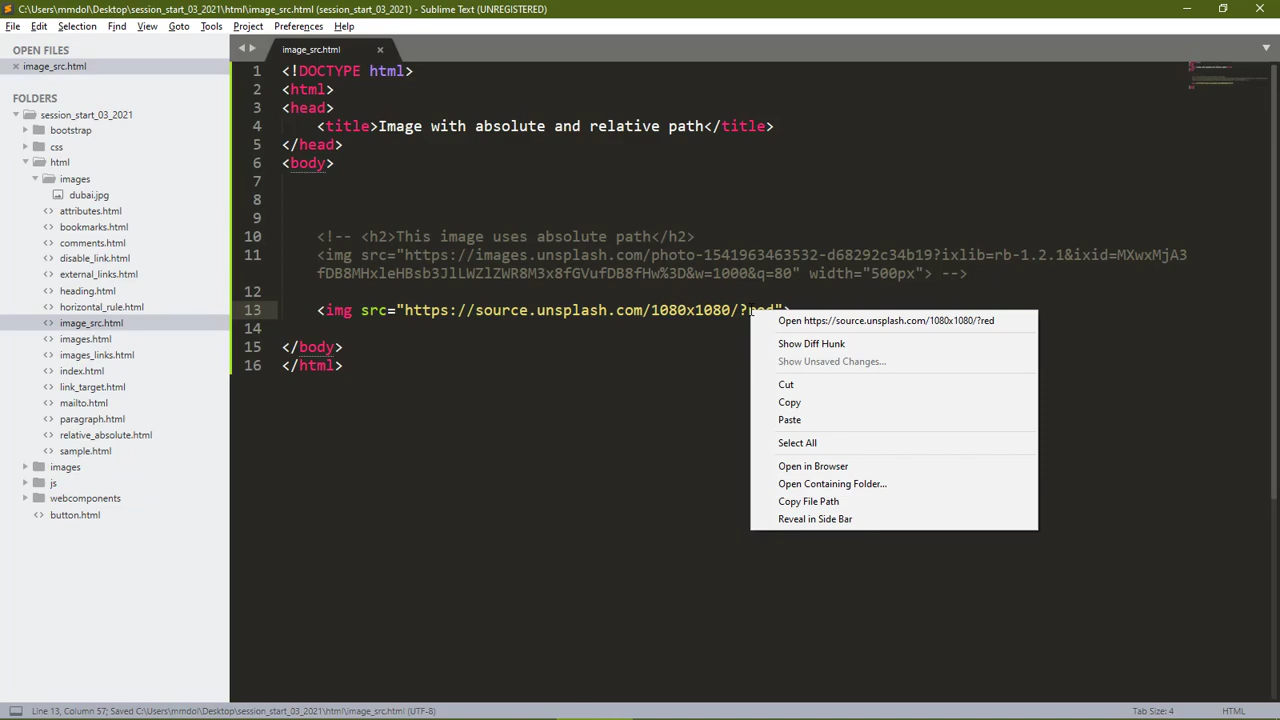 C:\Users\mmdol\Desktop\session_start_03_2021\html\image_src.html (session_start_03_2021) - Sublime Text (UNREGISTERED)
File Edit Selection Find View Goto Tools Project Preferences Help
OPEN FILES
image_src.html
FOLDERS
session_start_03_2021
bootstrap
css
html
images
dubai.jpg
attributes.html
bookmarks.html
comments.html
disable_link.html
external_links.html
heading.html
horizontal_rule.html
image_src.html
images.html
images_links.html
index.html
link_target.html
mailto.html
paragraph.html
relative_absolute.html
sample.html
images
js
webcomponents
button.html
image_src.html
1 <!DOCTYPE html>
2 <html>
3 <head>
4 <title>Image with absolute and relative path</title>
5 </head>
6 <body>
7
8
9
10 <!-- <h2>This image uses absolute path</h2>
11 <img src="https://images.unsplash.com/photo-1541963463532-d68292c34b19?ixlib=rb-1.2.1&ixid=MXwxMjA3
fDB8MHxleHBsb3JlLWZlZWR8M3x8fGVufDB8fHw%3D&w=1000&q=80" width="500px"> -->
12
13 <img src="https://source.unsplash.com/1080x1080/?red">
14
15 </body>
16 </html>
Open https://source.unsplash.com/1080x1080/?red
Show Diff Hunk
Show Unsaved Changes...
Cut
Copy
Paste
Select All
Open in Browser
Open Containing Folder...
Copy File Path
Reveal in Side Bar
Line 13, Column 57; Saved C:\Users\mmdol\Desktop\session_start_03_2021\html\image_src.html (UTF-8)
Tab Size: 4
HTML